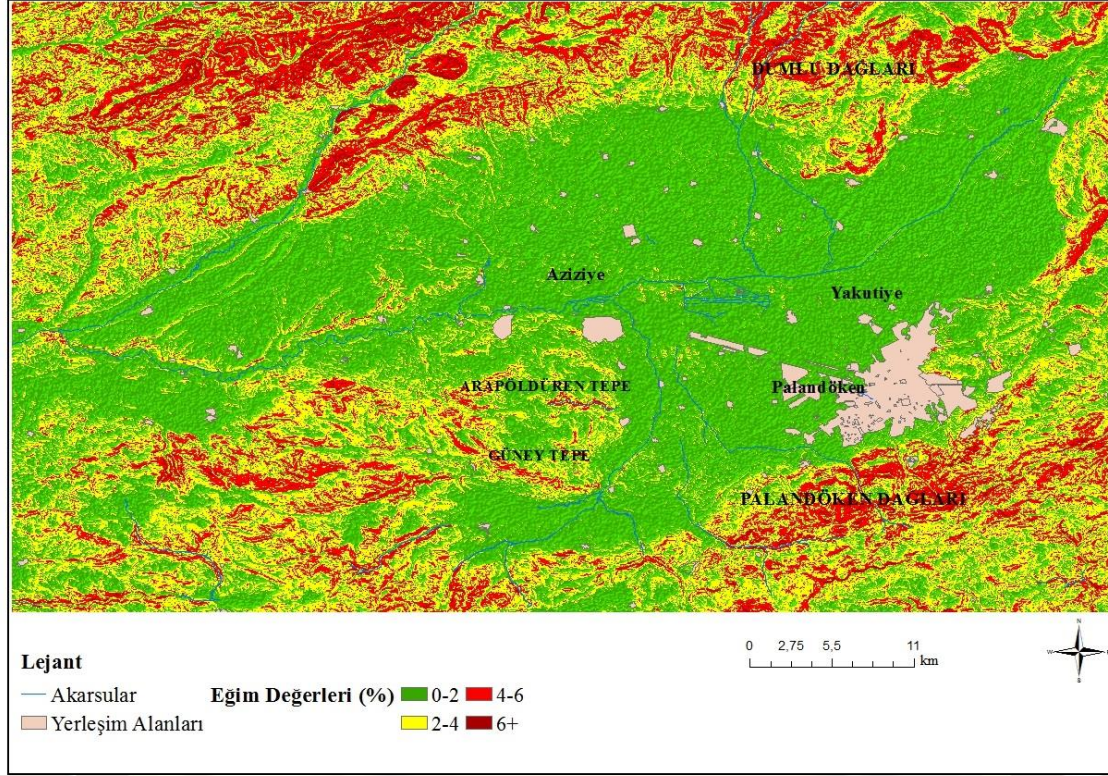 DUMLU DAĞLARI
Aziziye
Yakutiye
ARAPÖLDÜREN TEPE
Palandöken
GÜNEY TEPE
PALANDÖKEN DAĞLARI
Lejant
Akarsular
Yerleşim Alanları
Eğim Değerleri (%)
0-2
4-6
2-4
6+
0 2,75 5,5 11
km
N
W
S